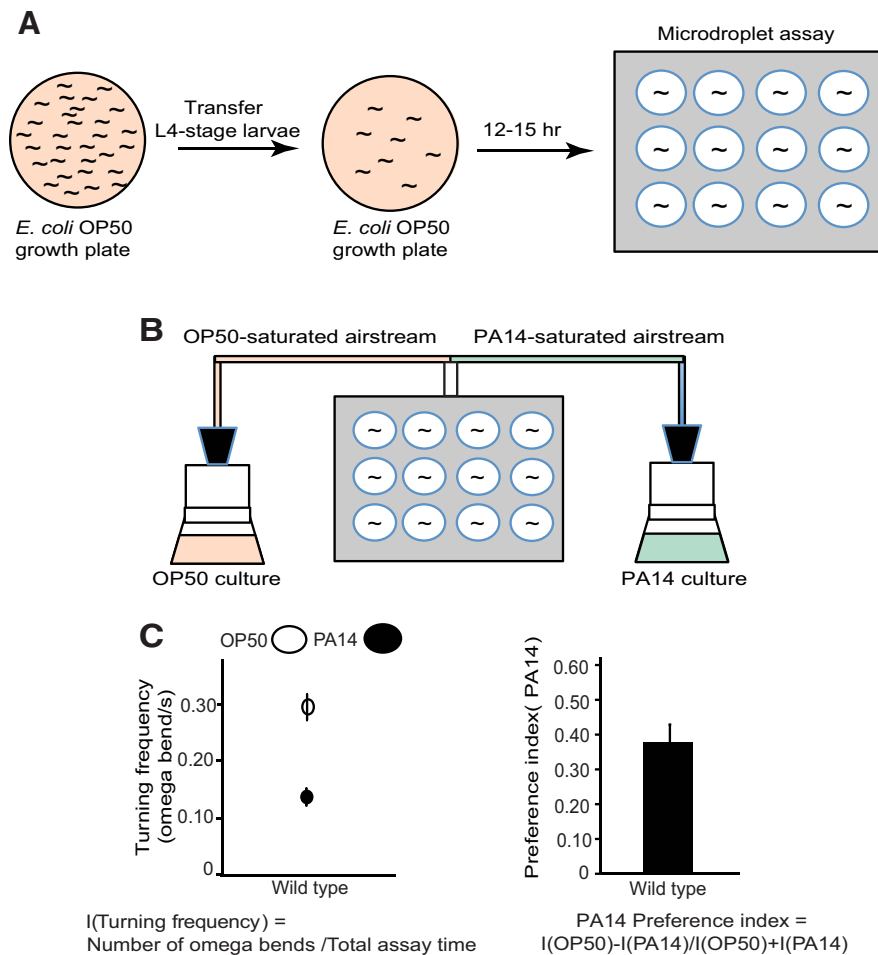 A
Microdroplet assay
Transfer
L4-stage larvae
12-15 hr
E. coli OP50
growth plate
E. coli OP50
growth plate
B
OP50-saturated airstream
PA14-saturated airstream
OP50 culture
PA14 culture
C
OP50
PA14
Turning frequency
(omega bend/s)
0.30
0.20
0.10
0
Wild type
I(Turning frequency) =
Number of omega bends /Total assay time
Preference index( PA14)
0.60
0.50
0.40
0.30
0.20
0.10
0
Wild type
PA14 Preference index =
I(OP50)-I(PA14)/I(OP50)+I(PA14)